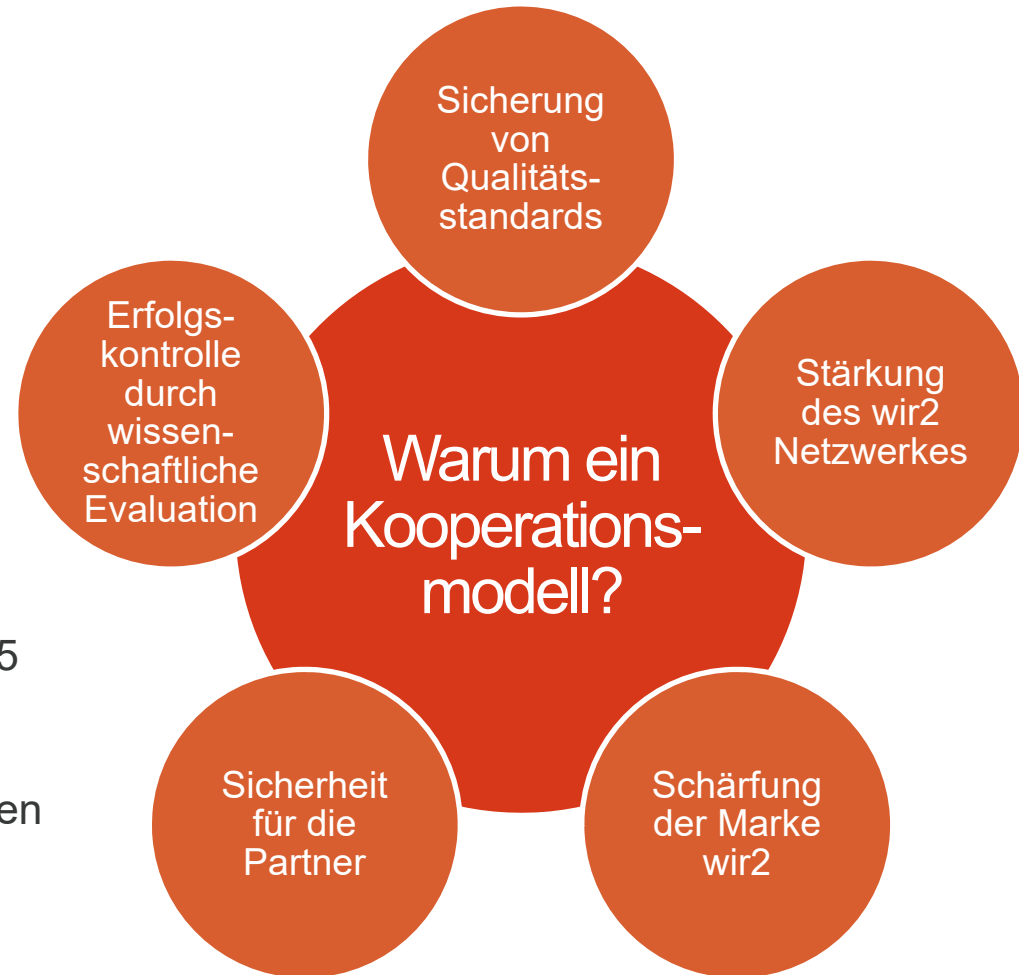 Sicherung
von
Qualitäts-
standards
Stärkung
des wir2
Netzwerkes
Schärfung
der Marke
wir2
Sicherheit
für die
Partner
Erfolgs-
kontrolle
durch
wissen-
schaftliche
Evaluation
Warum ein
Kooperations-
modell?
5
en